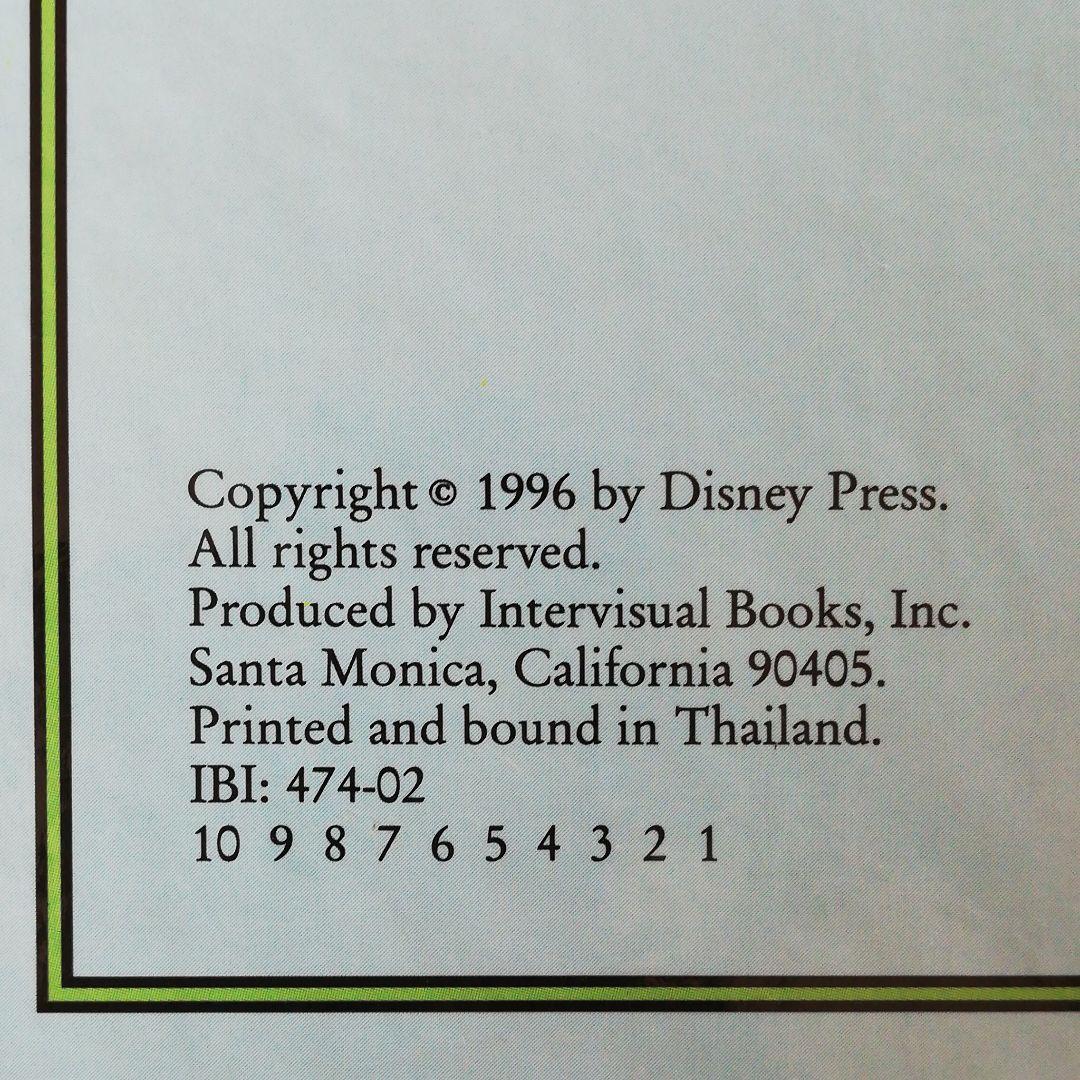 Copyright © 1996 by Disney Press.
All rights reserved.
Produced by Intervisual Books, Inc.
Santa Monica, California 90405.
Printed and bound in Thailand.
IBI: 474-02
10 9 8 7 6 5 4 3 2 1